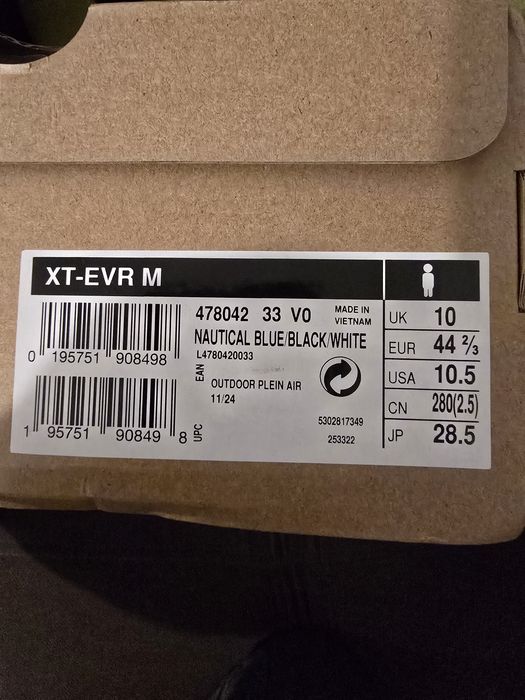 XT-EVR M
478042 33 V0
MADE IN
VIETNAM
NAUTICAL BLUE/BLACK/WHITE
L4780420033
0 195751 908498
EAN
OUTDOOR PLEIN AIR
11/24
5302817349
253322
1 95751 90849 8
UPC
UK 10
EUR 44 ⅔
USA 10.5
CN 280(2.5)
JP 28.5